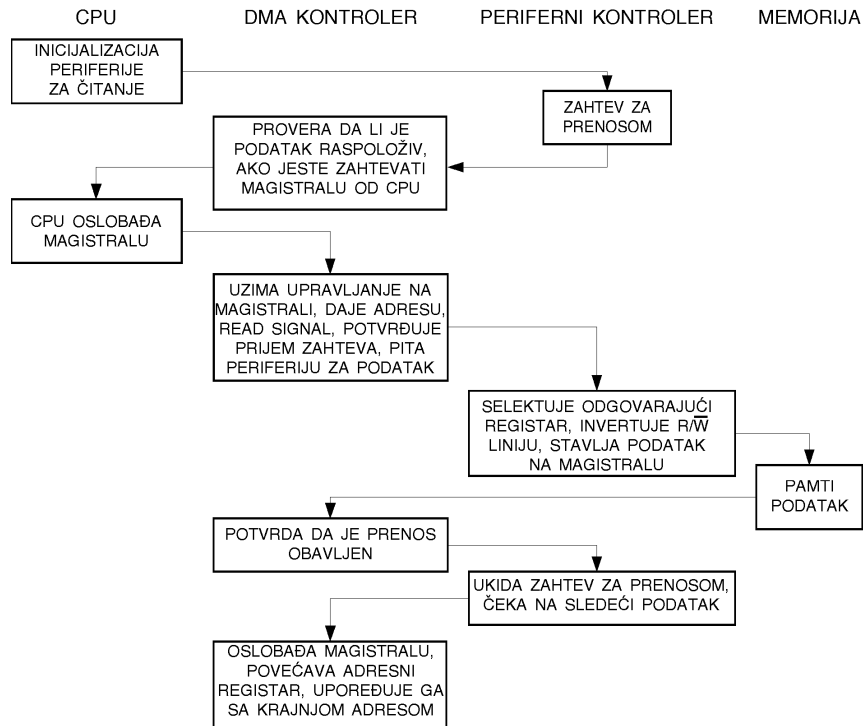 CPU
DMA KONTROLER
PERIFERNI KONTROLER
MEMORIJA
INICIJALIZACIJA
PERIFERIJE
ZA ČITANJE
ZAHTEV ZA
PRENOSOM
PROVERA DA LI JE
PODATAK RASPOLOŽIV,
AKO JESTE ZAHTEVATI
MAGISTRALU OD CPU
CPU OSLOBAĐA
MAGISTRALU
UZIMA UPRAVLJANJE NA
MAGISTRALI, DAJE ADRESU,
READ SIGNAL, POTVRĐUJE
PRIJEM ZAHTEVA, PITA
PERIFERIJU ZA PODATAK
SELEKTUJE ODGOVARAJUĆI
REGISTAR, INVERTUJE R/W̅
LINIJU, STAVLJA PODATAK
NA MAGISTRALU
PAMTI
PODATAK
POTVRDA DA JE PRENOS
OBAVLJEN
UKIDA ZAHTEV ZA PRENOSOM,
ČEKA NA SLEDEĆI PODATAK
OSLOBAĐA MAGISTRALU,
POVEĆAVA ADRESNI
REGISTAR, UPOREĐUJE GA
SA KRAJNJOM ADRESOM